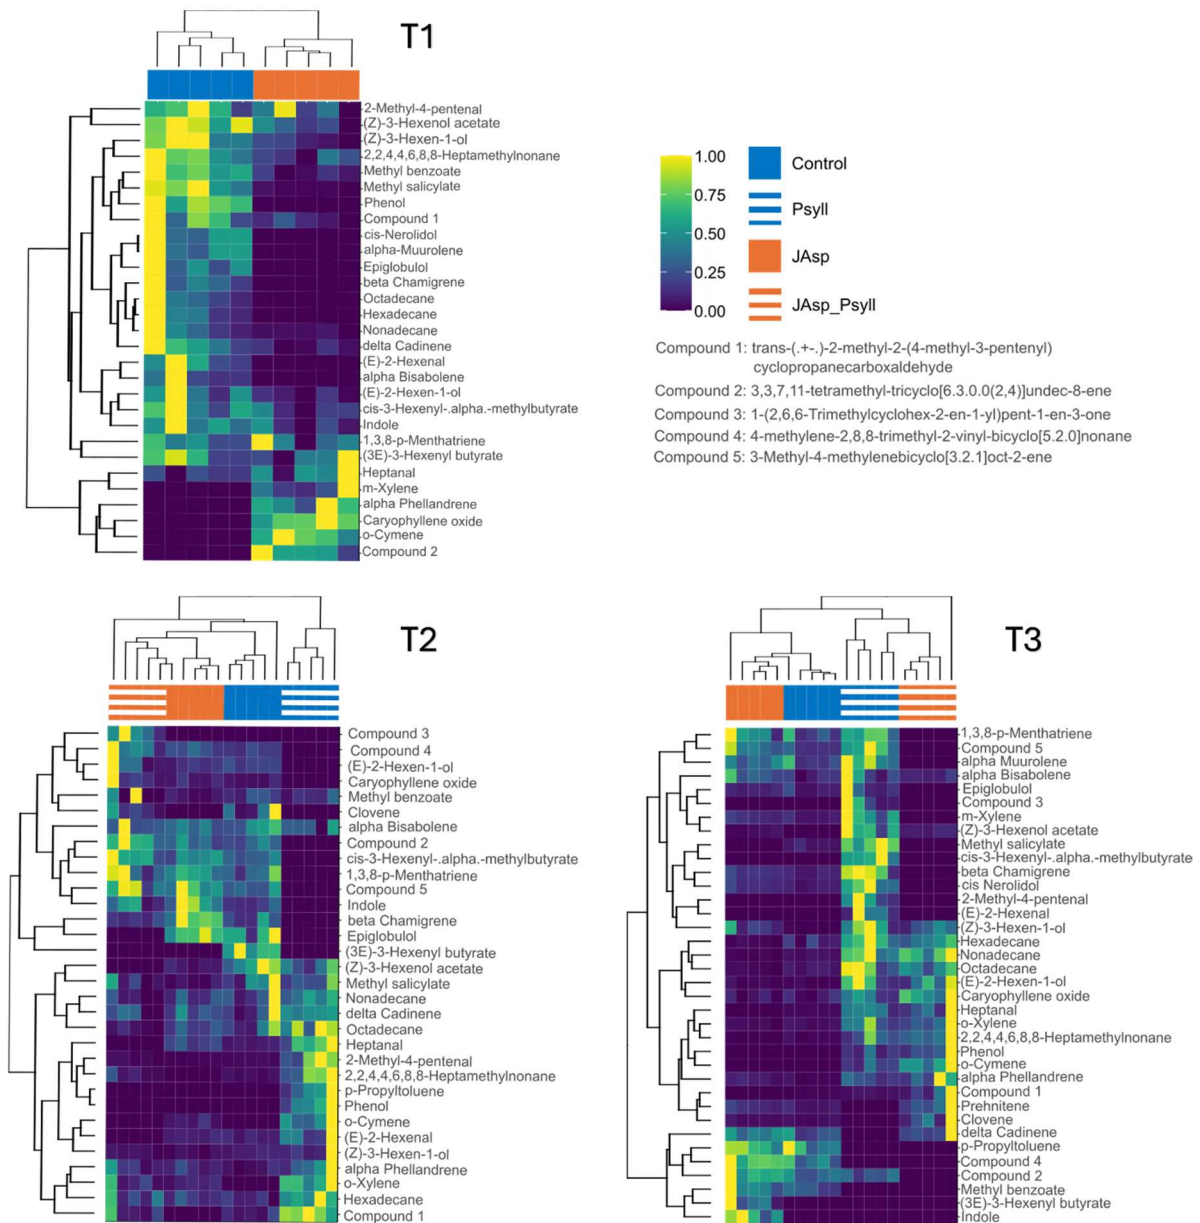 T1
2-Methyl-4-pentenal
(Z)-3-Hexenol acetate
(Z)-3-Hexen-1-ol
2,2,4,4,6,8,8-Heptamethylnonane
Methyl benzoate
Methyl salicylate
Phenol
Compound 1
cis-Nerolidol
alpha-Muurolene
Epiglobulol
beta Chamigrene
Octadecane
Hexadecane
Nonadecane
delta Cadinene
(E)-2-Hexenal
alpha Bisabolene
(E)-2-Hexen-1-ol
cis-3-Hexenyl-.alpha.-methylbutyrate
Indole
1,3,8-p-Menthatriene
(3E)-3-Hexenyl butyrate
Heptanal
m-Xylene
alpha Phellandrene
Caryophyllene oxide
o-Cymene
Compound 2
1.00
0.75
0.50
0.25
0.00
Control
Psyll
JAsp
JAsp_Psyll
Compound 1: trans-(.+-.)-2-methyl-2-(4-methyl-3-pentenyl)
cyclopropanecarboxaldehyde
Compound 2: 3,3,7,11-tetramethyl-tricyclo[6.3.0.0(2,4)]undec-8-ene
Compound 3: 1-(2,6,6-Trimethylcyclohex-2-en-1-yl)pent-1-en-3-one
Compound 4: 4-methylene-2,8,8-trimethyl-2-vinyl-bicyclo[5.2.0]nonane
Compound 5: 3-Methyl-4-methylenebicyclo[3.2.1]oct-2-ene
T2
Compound 3
Compound 4
(E)-2-Hexen-1-ol
Caryophyllene oxide
Methyl benzoate
Clovene
alpha Bisabolene
Compound 2
cis-3-Hexenyl-.alpha.-methylbutyrate
1,3,8-p-Menthatriene
Compound 5
Indole
beta Chamigrene
Epiglobulol
(3E)-3-Hexenyl butyrate
(Z)-3-Hexenol acetate
Methyl salicylate
Nonadecane
delta Cadinene
Octadecane
Heptanal
2-Methyl-4-pentenal
2,2,4,4,6,8,8-Heptamethylnonane
p-Propyltoluene
Phenol
o-Cymene
(E)-2-Hexenal
(Z)-3-Hexen-1-ol
alpha Phellandrene
o-Xylene
Hexadecane
Compound 1
T3
1,3,8-p-Menthatriene
Compound 5
alpha Muurolene
alpha Bisabolene
Epiglobulol
Compound 3
m-Xylene
(Z)-3-Hexenol acetate
Methyl salicylate
cis-3-Hexenyl-.alpha.-methylbutyrate
beta Chamigrene
cis Nerolidol
2-Methyl-4-pentenal
(E)-2-Hexenal
(Z)-3-Hexen-1-ol
Hexadecane
Nonadecane
Octadecane
(E)-2-Hexen-1-ol
Caryophyllene oxide
Heptanal
o-Xylene
2,2,4,4,6,8,8-Heptamethylnonane
Phenol
o-Cymene
alpha Phellandrene
Compound 1
Prehnitene
Clovene
delta Cadinene
p-Propyltoluene
Compound 4
Compound 2
Methyl benzoate
(3E-3-Hexenyl butyrate
Indole